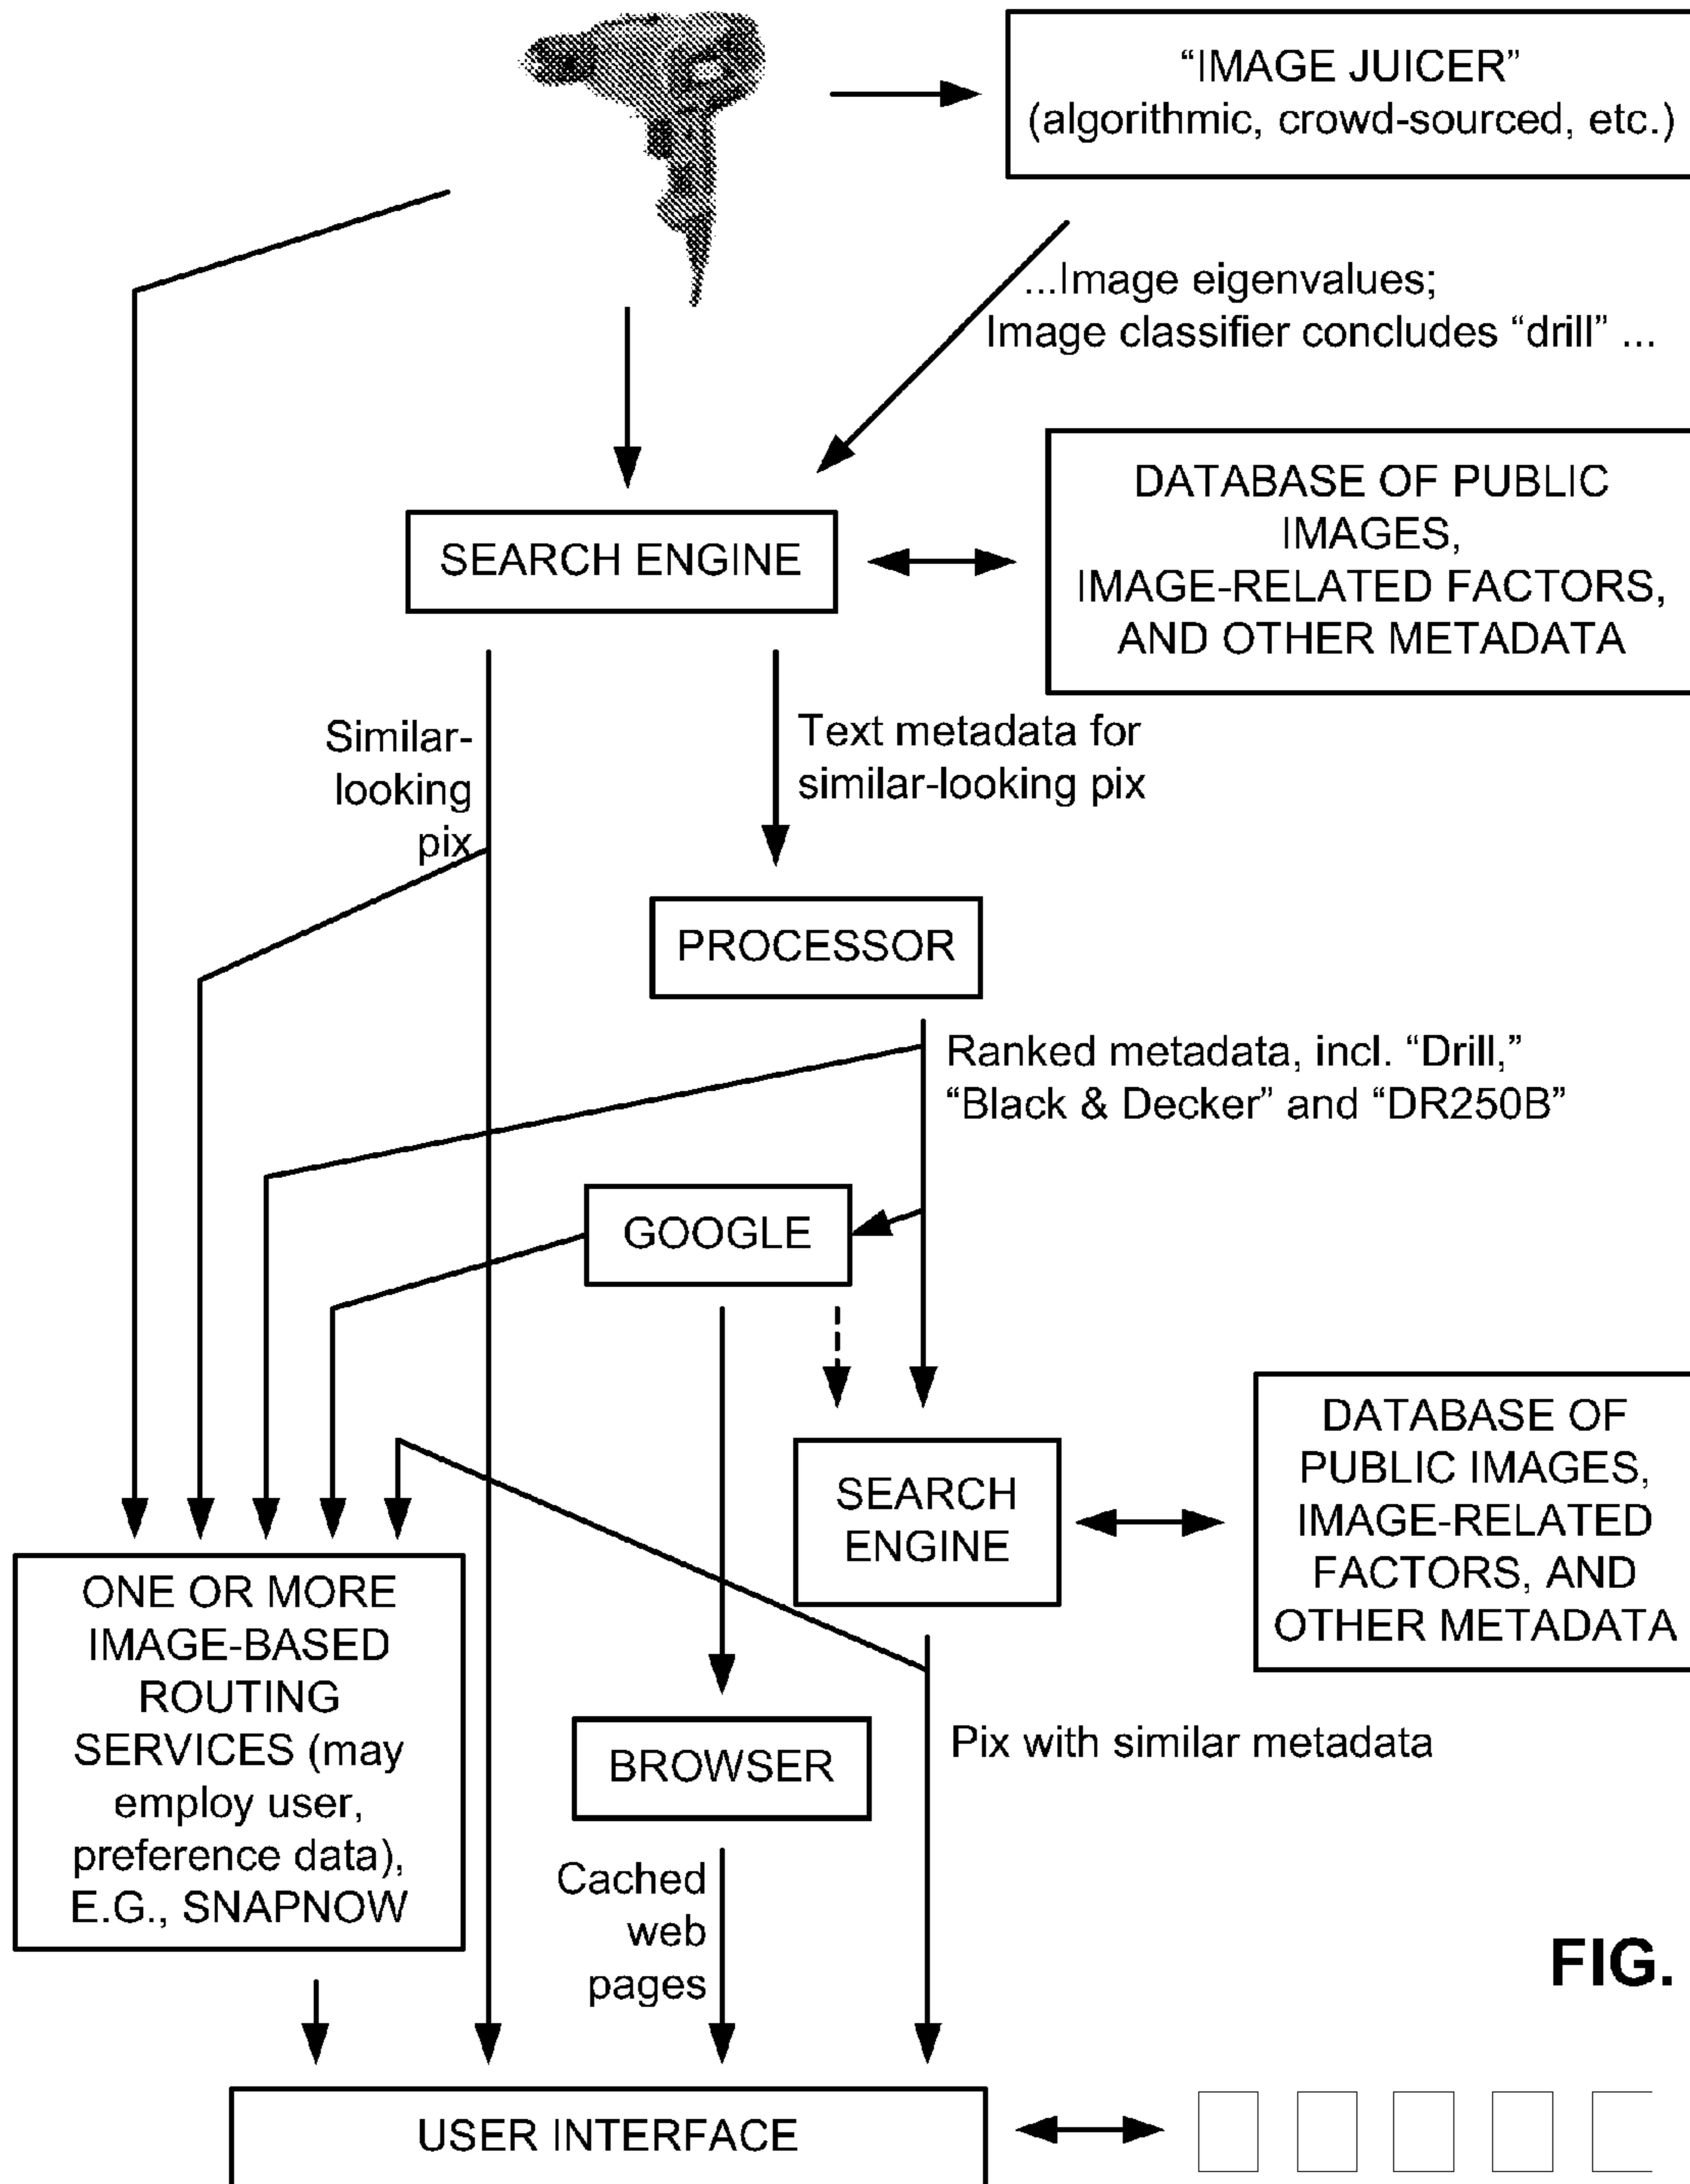 “IMAGE JUICER”
(algorithmic, crowd-sourced, etc.)
...Image eigenvalues;
Image classifier concludes “drill” ...
SEARCH ENGINE
DATABASE OF PUBLIC
IMAGES,
IMAGE-RELATED FACTORS,
AND OTHER METADATA
Similar-
looking
pix
Text metadata for
similar-looking pix
PROCESSOR
Ranked metadata, incl. “Drill,”
“Black & Decker” and “DR250B”
GOOGLE
SEARCH
ENGINE
DATABASE OF
PUBLIC IMAGES,
IMAGE-RELATED
FACTORS, AND
OTHER METADATA
ONE OR MORE
IMAGE-BASED
ROUTING
SERVICES (may
employ user,
preference data),
E.G., SNAPNOW
BROWSER
Pix with similar metadata
Cached
web
pages
FIG.
USER INTERFACE